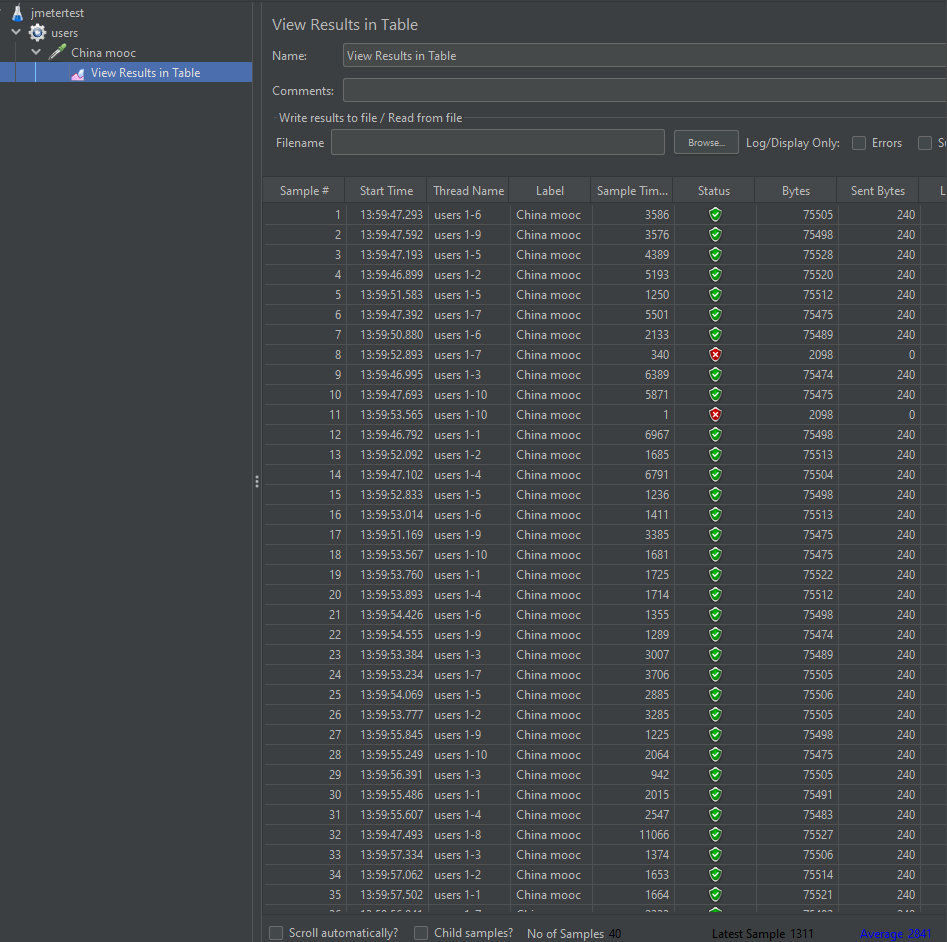 jmetertest
users
China mooc
View Results in Table
View Results in Table
Name: View Results in Table
Comments:
Write results to file / Read from file
Filename Browse... Log/Display Only: Errors
Sample # Start Time Thread Name Label Sample Tim... Status Bytes Sent Bytes
1 13:59:47.293 users 1-6 China mooc 3586 75505 240
2 13:59:47.592 users 1-9 China mooc 3576 75498 240
3 13:59:47.193 users 1-5 China mooc 4389 75528 240
4 13:59:46.899 users 1-2 China mooc 5193 75520 240
5 13:59:51.583 users 1-5 China mooc 1250 75512 240
6 13:59:47.392 users 1-7 China mooc 5501 75475 240
7 13:59:50.880 users 1-6 China mooc 2133 75489 240
8 13:59:52.893 users 1-7 China mooc 340 2098 0
9 13:59:46.995 users 1-3 China mooc 6389 75474 240
10 13:59:47.693 users 1-10 China mooc 5871 75475 240
11 13:59:53.565 users 1-10 China mooc 1 2098 0
12 13:59:46.792 users 1-1 China mooc 6967 75498 240
13 13:59:52.092 users 1-2 China mooc 1685 75513 240
14 13:59:47.102 users 1-4 China mooc 6791 75504 240
15 13:59:52.833 users 1-5 China mooc 1236 75498 240
16 13:59:53.014 users 1-6 China mooc 1411 75513 240
17 13:59:51.169 users 1-9 China mooc 3385 75475 240
18 13:59:53.567 users 1-10 China mooc 1681 75475 240
19 13:59:53.760 users 1-1 China mooc 1725 75522 240
20 13:59:53.893 users 1-4 China mooc 1714 75512 240
21 13:59:54.426 users 1-6 China mooc 1355 75498 240
22 13:59:54.555 users 1-9 China mooc 1289 75474 240
23 13:59:53.384 users 1-3 China mooc 3007 75489 240
24 13:59:53.234 users 1-7 China mooc 3706 75505 240
25 13:59:54.069 users 1-5 China mooc 2885 75506 240
26 13:59:53.777 users 1-2 China mooc 3285 75505 240
27 13:59:55.845 users 1-9 China mooc 1225 75498 240
28 13:59:55.249 users 1-10 China mooc 2064 75475 240
29 13:59:56.391 users 1-3 China mooc 942 75505 240
30 13:59:55.486 users 1-1 China mooc 2015 75491 240
31 13:59:55.607 users 1-4 China mooc 2547 75483 240
32 13:59:47.493 users 1-8 China mooc 11066 75527 240
33 13:59:57.334 users 1-3 China mooc 1374 75506 240
34 13:59:57.062 users 1-2 China mooc 1653 75514 240
35 13:59:57.502 users 1-1 China mooc 1664 75521 240
Scroll automatically? Child samples? No of Samples 40 Latest Sample 1311 Average 2841